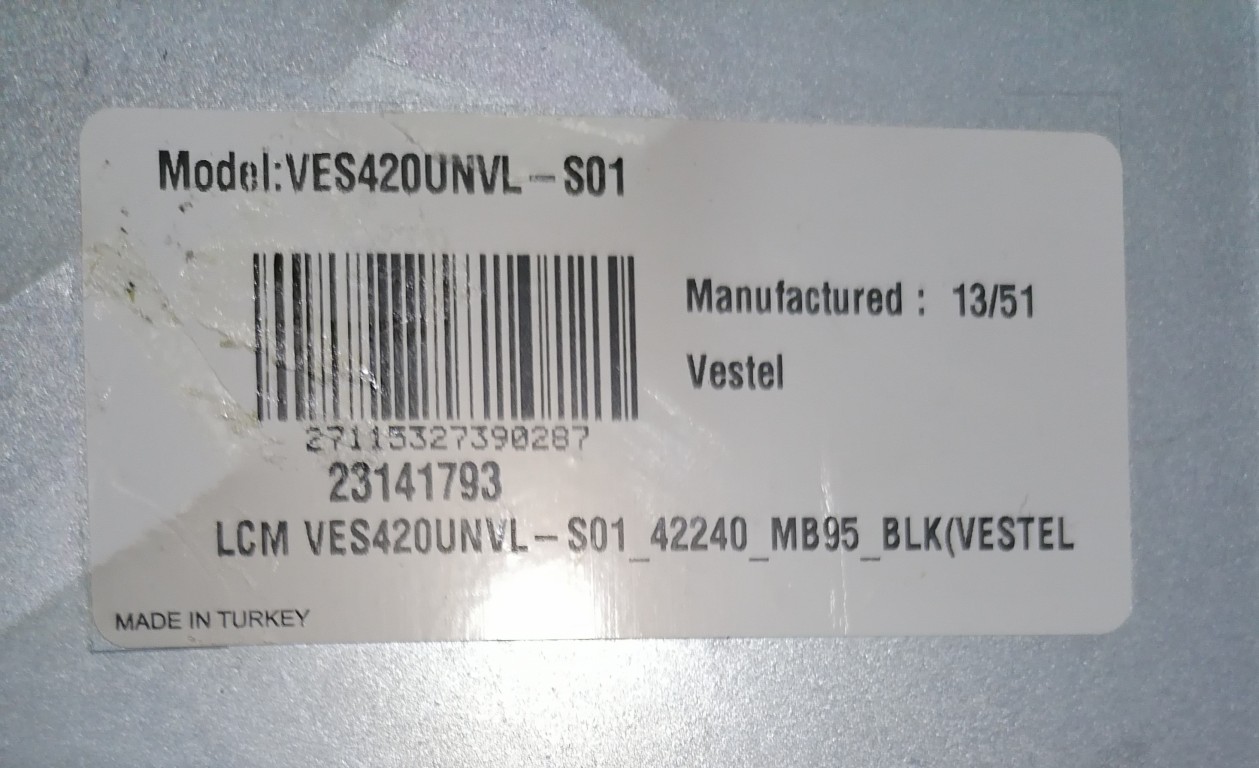 Model:VES420UNVL-S01
Manufactured : 13/51
Vestel
27115327390287
23141793
LCM VES420UNVL-S01_42240_MB95_BLK(VESTEL
MADE IN TURKEY